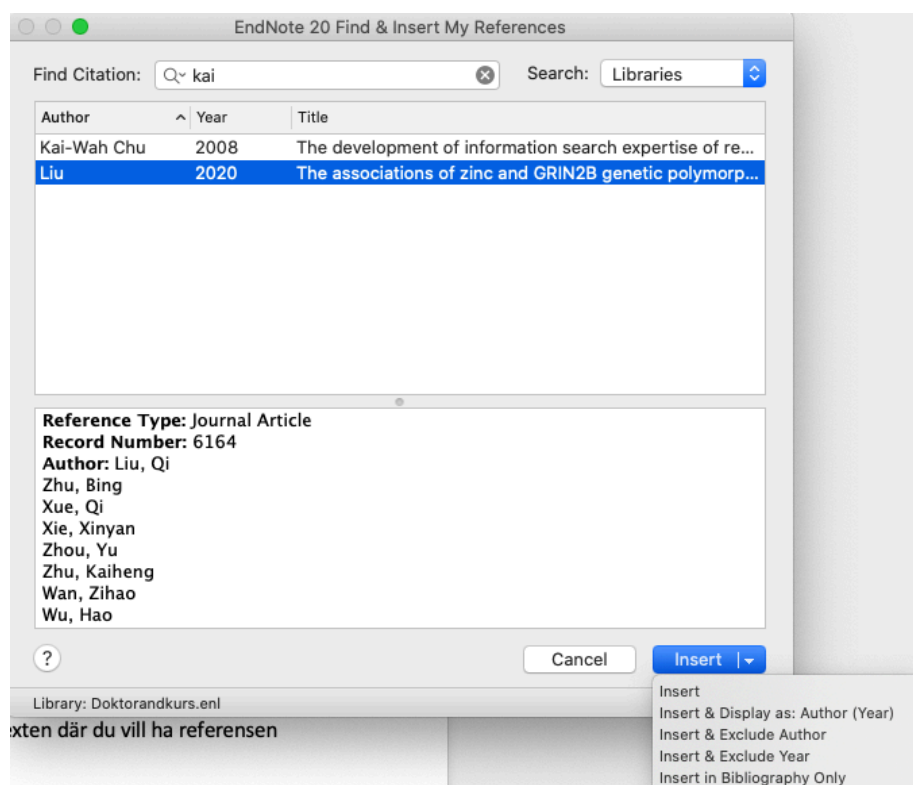 EndNote 20 Find & Insert My References
Find Citation: kai Search: Libraries
Author Year Title
Kai-Wah Chu 2008 The development of information search expertise of re...
Liu 2020 The associations of zinc and GRIN2B genetic polymorp...
Reference Type: Journal Article
Record Number: 6164
Author: Liu, Qi
Zhu, Bing
Xue, Qi
Xie, Xinyan
Zhou, Yu
Zhu, Kaiheng
Wan, Zihao
Wu, Hao
? Cancel Insert
Library: Doktorandkurs.enl
Insert
Insert & Display as: Author (Year)
Insert & Exclude Author
Insert & Exclude Year
Insert in Bibliography Only
exten där du vill ha referensen